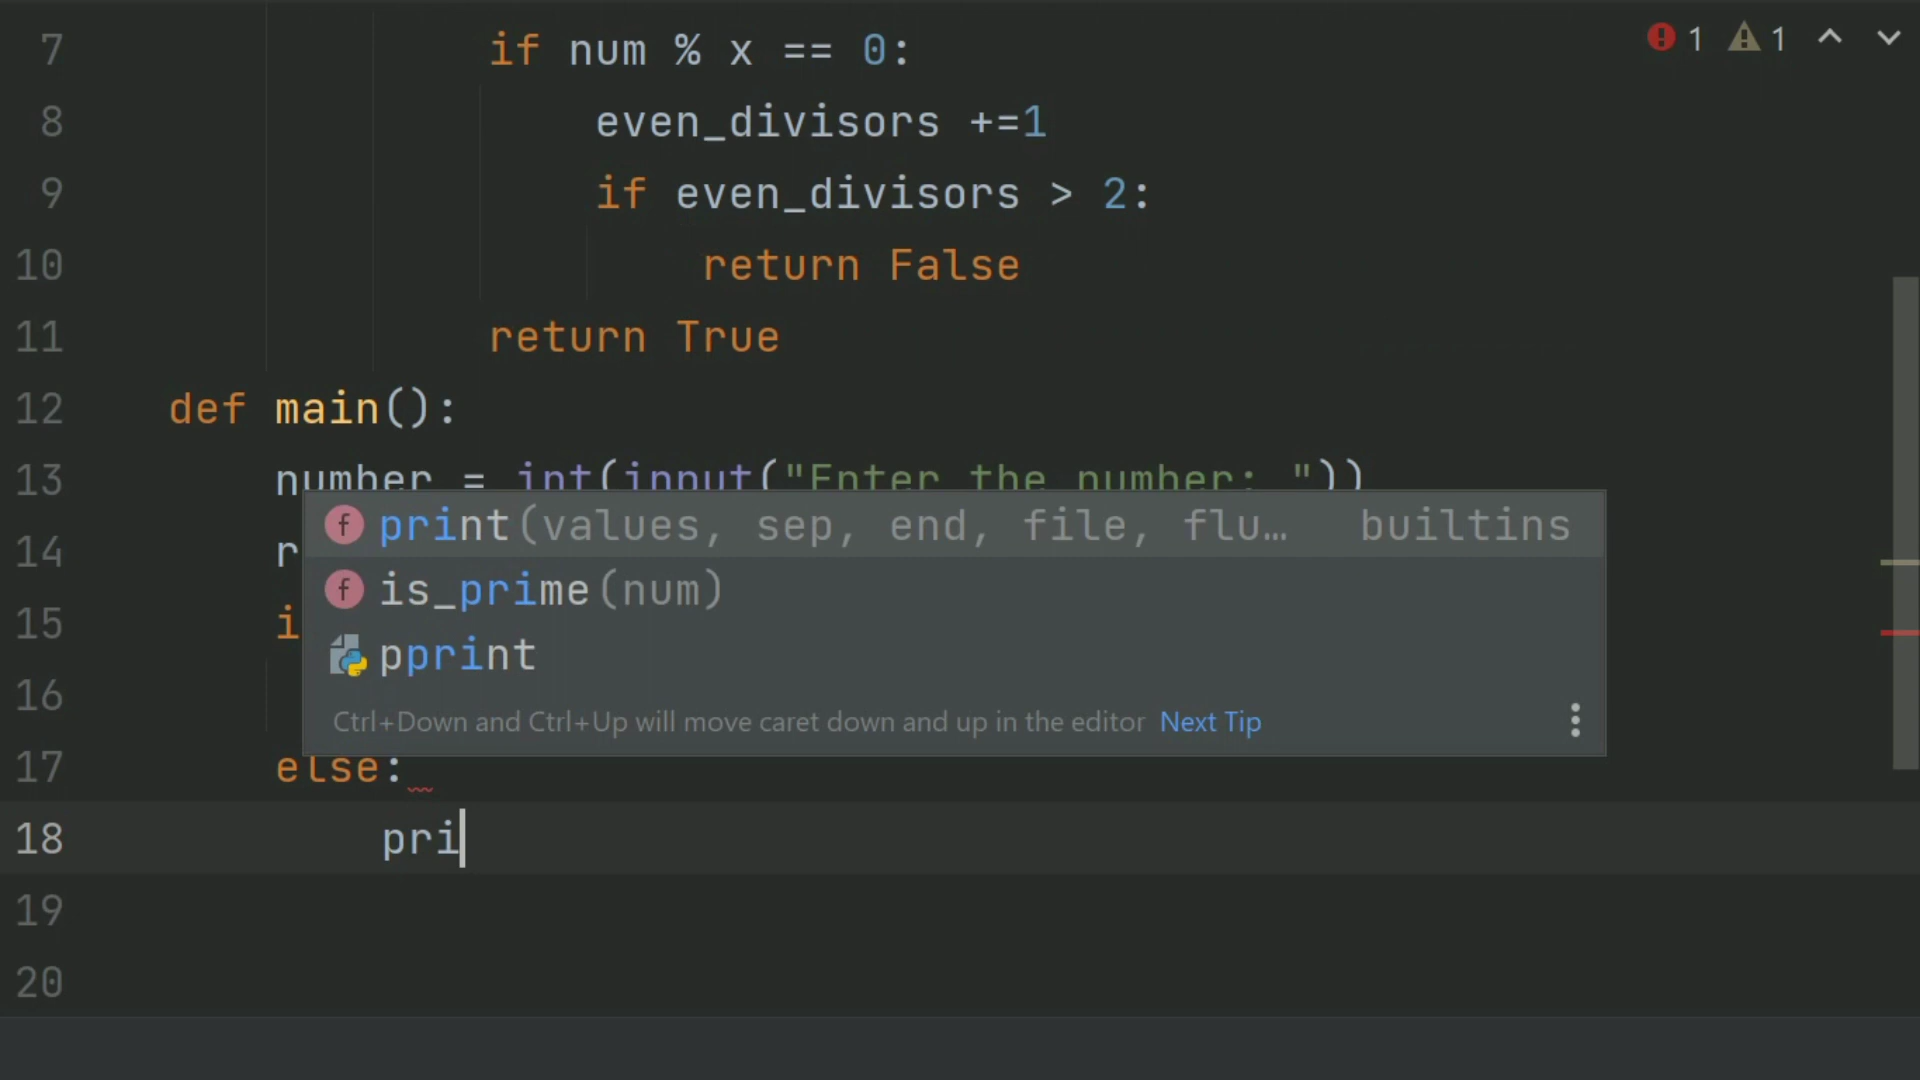 7 if num % x == 0:
1 1
8 even_divisors +=1
9 if even_divisors > 2:
10 return False
11 return True
12 def main():
13 number = int(input("Enter the number: "))
14 r
15 i
16
17 else:
18 pri
19
20
f print(values, sep, end, file, flu… builtins
f is_prime(num)
pprint
Ctrl+Down and Ctrl+Up will move caret down and up in the editor Next Tip